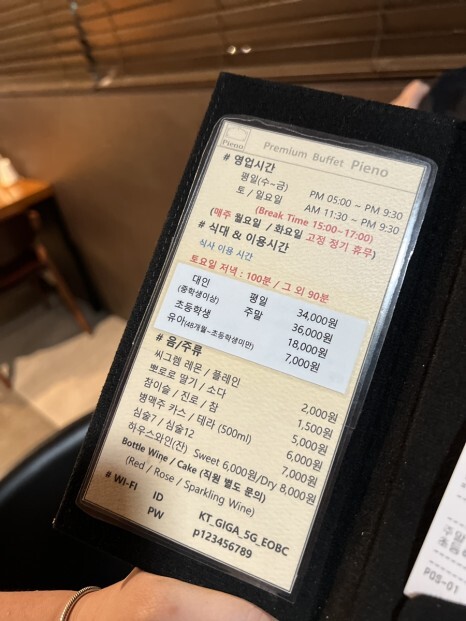 Pieno
Premium Buffet Pieno
# 영업시간
평일(수~금) PM 05:00 ~ PM 9:30
토 / 일요일 AM 11:30 ~ PM 9:30
(Break Time 15:00~17:00)
(매주 월요일 / 화요일 고정 정기 휴무)
# 식대 & 이용시간
식사 이용 시간
토요일 저녁 : 100분 / 그 외 90분
대인 평일 34,000원
(중학생이상) 주말 36,000원
초등학생 18,000원
유아(48개월~초등학생미만) 7,000원
# 음/주류
씨그램 레몬 / 플레인 2,000원
뽀로로 딸기 / 소다 1,500원
참이슬 / 진로 / 참 5,000원
병맥주 카스 / 테라 (500ml) 6,000원
심술7 / 심술12 7,000원
하우스와인(잔) Sweet 6,000원/Dry 8,000원
Bottle Wine / Cake (직원 별도 문의)
(Red / Rose / Sparkling Wine)
# WI-FI ID KT_GIGA_5G_EOBC
PW p123456789
POS-01